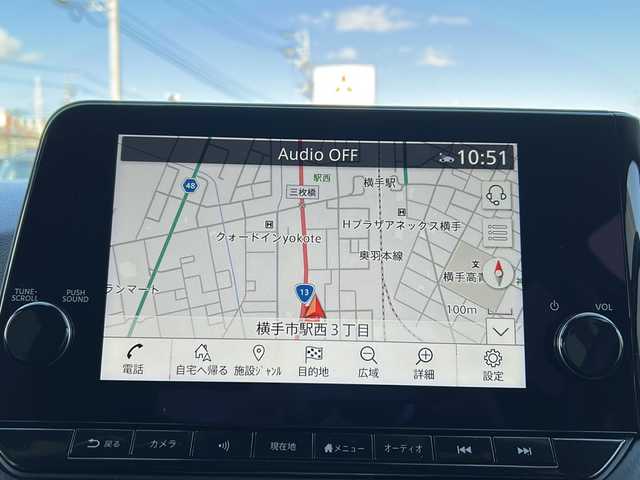 Audio OFF
10:51
48
駅西
横手駅
三枚橋
H
Hプラザアネックス横手
H
クォードインyokote
奥羽本線
文
横手高青
ランマート
13
100m
横手市駅西3丁目
電話
自宅へ帰る
施設ｼﾞｬﾝﾙ
目的地
広域
詳細
設定
TUNE·SCROLL
PUSH SOUND
VOL
戻る
カメラ
現在地
メニュー
オーディオ